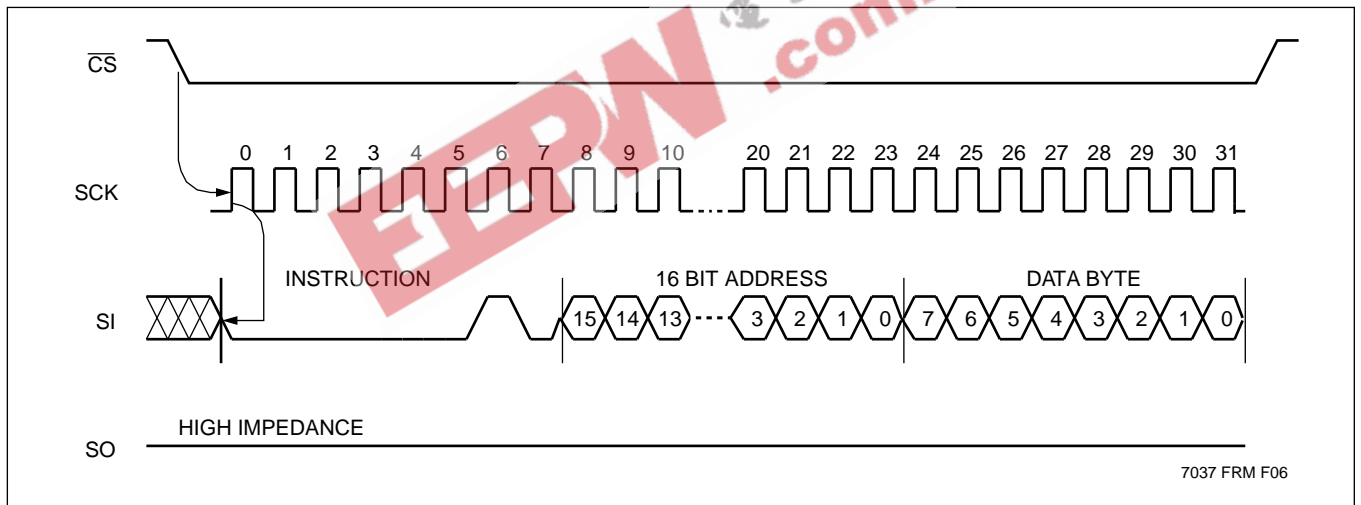 CS
0 1 2 3 4 5 6 7 8 9 10 20 21 22 23 24 25 26 27 28 29 30 31
SCK
INSTRUCTION 16 BIT ADDRESS DATA BYTE
SI
15 14 13 3 2 1 0 7 6 5 4 3 2 1 0
HIGH IMPEDANCE
SO
7037 FRM F06
EEPW .com